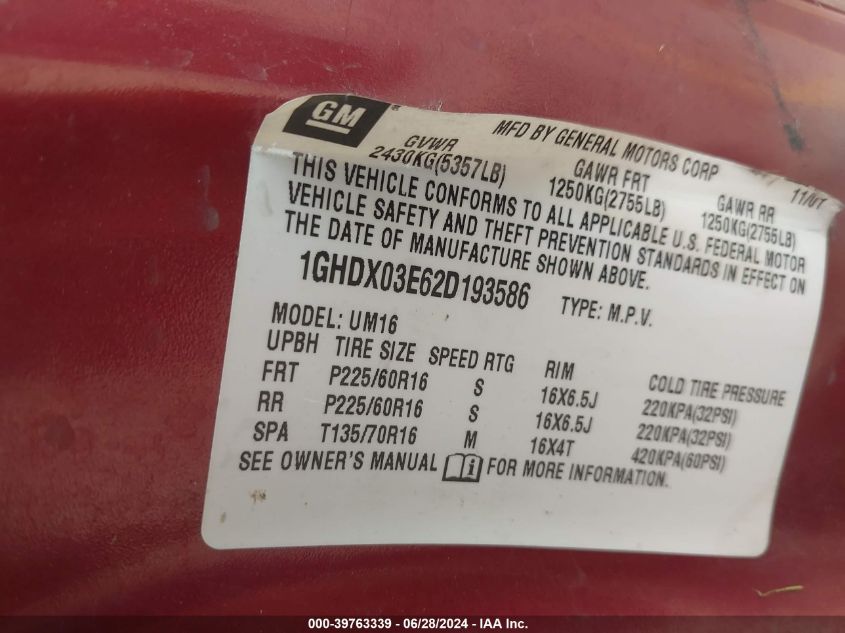 GM
MFD BY GENERAL MOTORS CORP
GVWR GAWR FRT GAWR RR
2430KG(5357LB) 1250KG(2755LB) 1250KG(2755LB)
THIS VEHICLE CONFORMS TO ALL APPLICABLE U.S. FEDERAL MOTOR
VEHICLE SAFETY AND THEFT PREVENTION STANDARDS IN EFFECT ON
THE DATE OF MANUFACTURE SHOWN ABOVE.
1GHDX03E62D193586 TYPE: M.P.V.
MODEL: UM16
UPBH TIRE SIZE SPEED RTG RIM COLD TIRE PRESSURE
FRT P225/60R16 S 16X6.5J 220KPA(32PSI)
RR P225/60R16 S 16X6.5J 220KPA(32PSI)
SPA T135/70R16 M 16X4T 420KPA(60PSI)
SEE OWNER'S MANUAL FOR MORE INFORMATION.
000-39763339 - 06/28/2024 - IAA Inc.